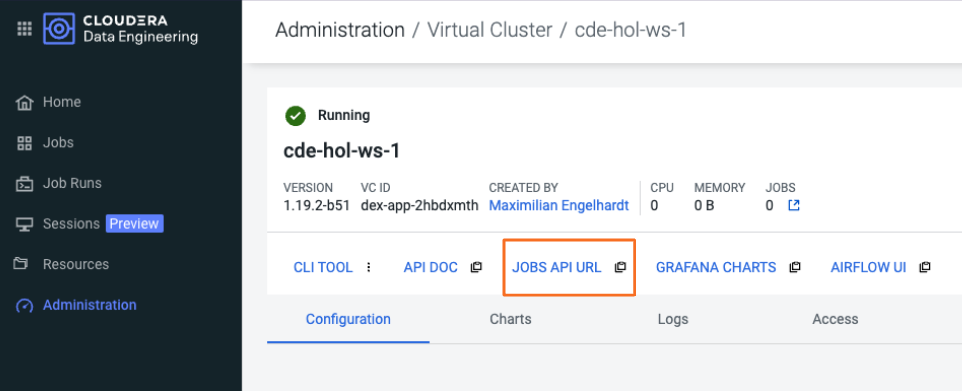 CLOUDERA
Data Engineering
Home
Jobs
Job Runs
Sessions Preview
Resources
Administration
Administration / Virtual Cluster / cde-hol-ws-1
Running
cde-hol-ws-1
VERSION VC ID CREATED BY CPU MEMORY JOBS
1.19.2-b51 dex-app-2hbdxmth Maximilian Engelhardt 0 0 B 0
CLI TOOL API DOC JOBS API URL GRAFANA CHARTS AIRFLOW UI
Configuration Charts Logs Access